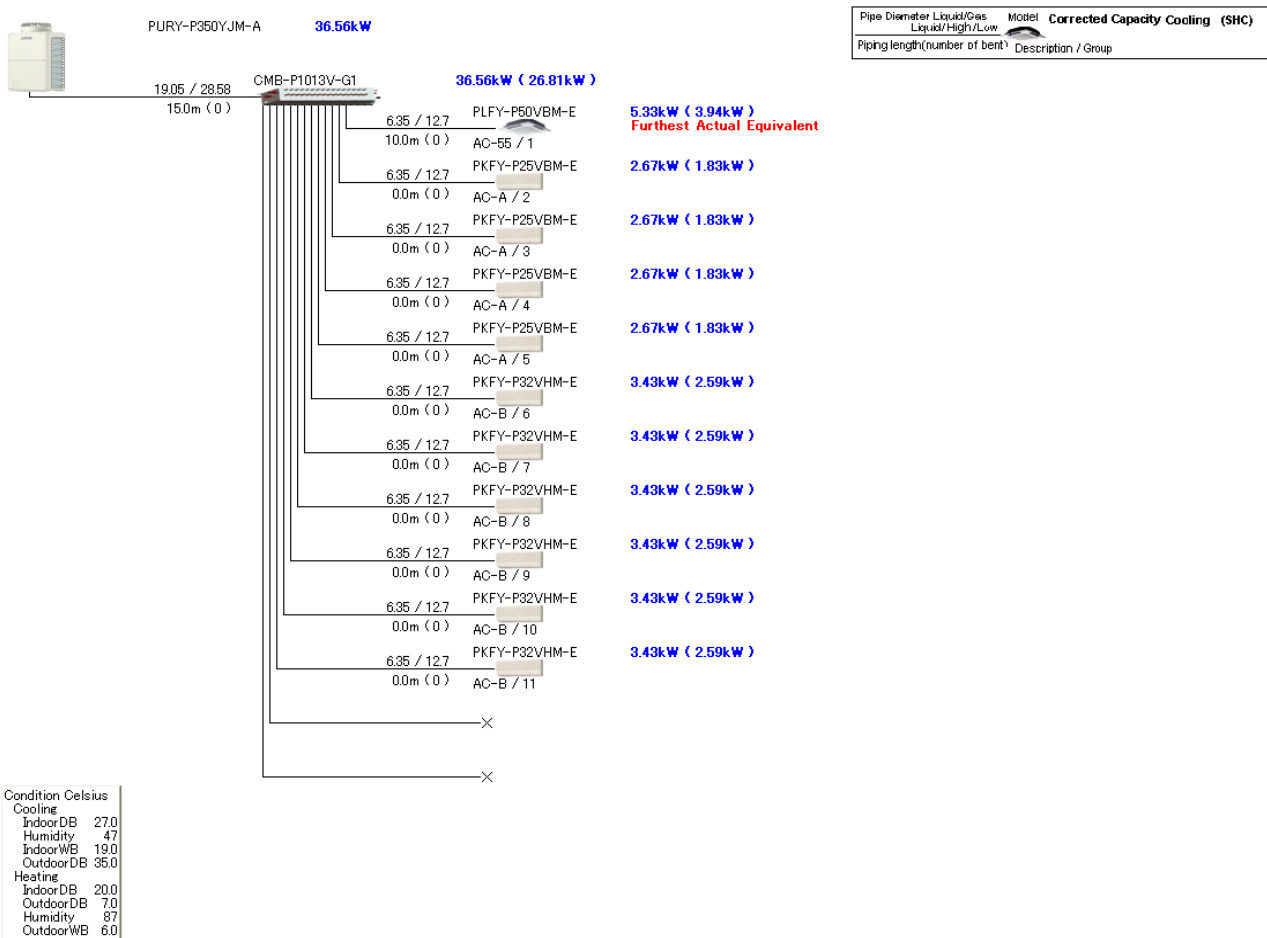 PURY-P350YJM-A 36.56kW
Pipe Diameter Liquid/Gas Model Corrected Capacity Cooling (SHC)
Liquid/High/Low
Piping length(number of bent) Description / Group
19.05 / 28.58 CMB-P1013V-G1 36.56kW ( 26.81kW )
15.0m ( 0 )
6.35 / 12.7 PLFY-P50VBM-E 5.33kW ( 3.94kW )
Furthest Actual Equivalent
10.0m ( 0 ) AC-55 / 1
6.35 / 12.7 PKFY-P25VBM-E 2.67kW ( 1.83kW )
0.0m ( 0 ) AC-A / 2
6.35 / 12.7 PKFY-P25VBM-E 2.67kW ( 1.83kW )
0.0m ( 0 ) AC-A / 3
6.35 / 12.7 PKFY-P25VBM-E 2.67kW ( 1.83kW )
0.0m ( 0 ) AC-A / 4
6.35 / 12.7 PKFY-P25VBM-E 2.67kW ( 1.83kW )
0.0m ( 0 ) AC-A / 5
6.35 / 12.7 PKFY-P32VHM-E 3.43kW ( 2.59kW )
0.0m ( 0 ) AC-B / 6
6.35 / 12.7 PKFY-P32VHM-E 3.43kW ( 2.59kW )
0.0m ( 0 ) AC-B / 7
6.35 / 12.7 PKFY-P32VHM-E 3.43kW ( 2.59kW )
0.0m ( 0 ) AC-B / 8
6.35 / 12.7 PKFY-P32VHM-E 3.43kW ( 2.59kW )
0.0m ( 0 ) AC-B / 9
6.35 / 12.7 PKFY-P32VHM-E 3.43kW ( 2.59kW )
0.0m ( 0 ) AC-B / 10
6.35 / 12.7 PKFY-P32VHM-E 3.43kW ( 2.59kW )
0.0m ( 0 ) AC-B / 11
Condition Celsius
Cooling
IndoorDB 27.0
Humidity 47
IndoorWB 19.0
OutdoorDB 35.0
Heating
IndoorDB 20.0
OutdoorDB 7.0
Humidity 87
OutdoorWB 6.0